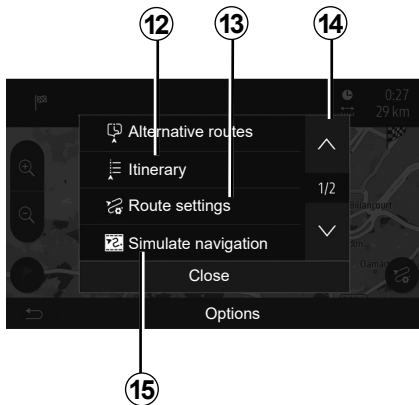 12 13 14
0:27
29 km
Alternative routes
Itinerary
1/2
Route settings
Billancourt
Simulate navigation
Close
Options
15